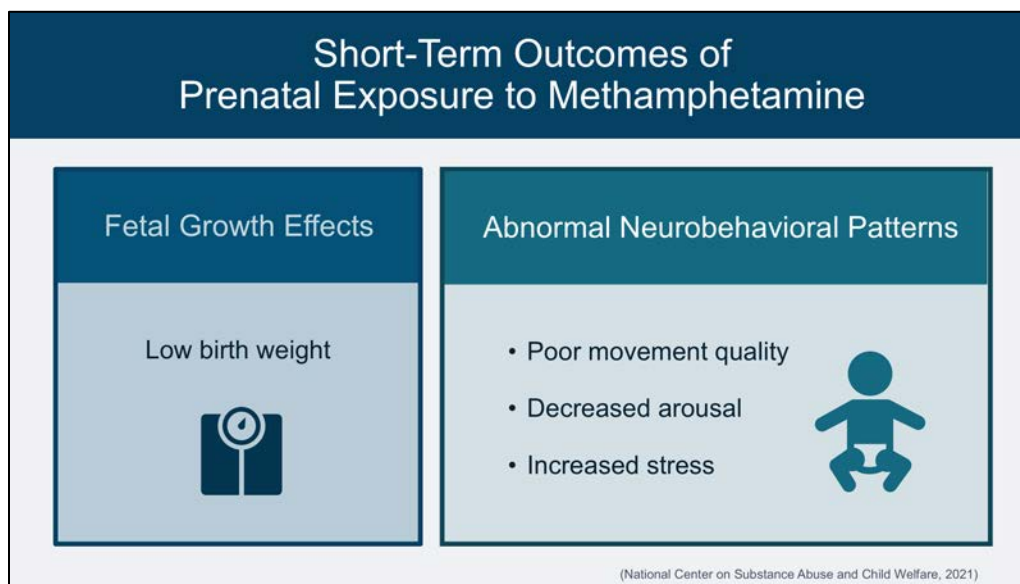 Short-Term Outcomes of
Prenatal Exposure to Methamphetamine
Fetal Growth Effects
Low birth weight
Abnormal Neurobehavioral Patterns
• Poor movement quality
• Decreased arousal
• Increased stress
(National Center on Substance Abuse and Child Welfare, 2021)